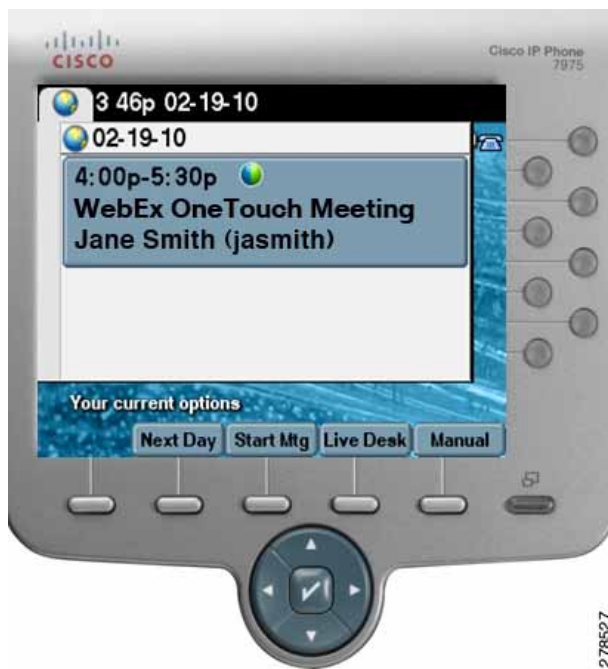 CISCO
Cisco IP Phone
7975
3 46p 02-19-10
02-19-10
4:00p-5:30p
WebEx OneTouch Meeting
Jane Smith (jasmith)
Your current options
Next Day
Start Mtg
Live Desk
Manual